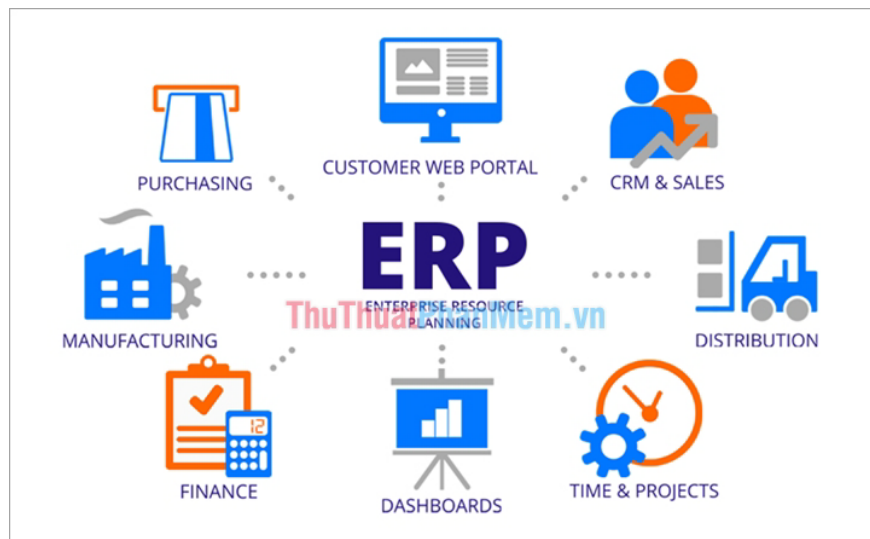 CUSTOMER WEB PORTAL
PURCHASING
CRM & SALES
ERP
ENTERPRISE RESOURCE
PLANNING
ThuThuatPhanMem.vn
MANUFACTURING
DISTRIBUTION
12
FINANCE
DASHBOARDS
TIME & PROJECTS